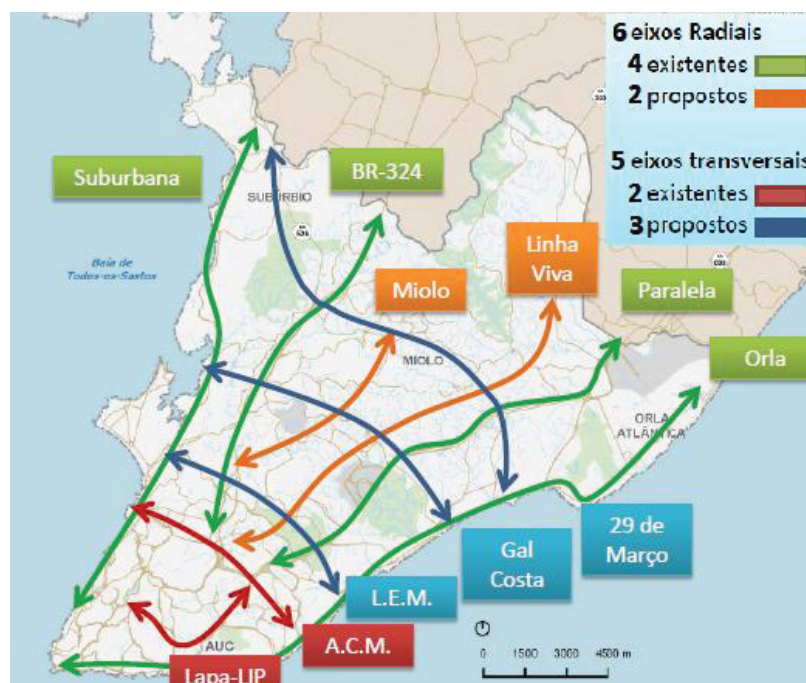 6 eixos Radiais
4 existentes
2 propostos
5 eixos transversais
2 existentes
3 propostos
Suburbana
BR-324
SUBÚRBIO
Linha
Viva
Baía de
Todos-os-Santos
Miolo
Paralela
MIOLO
Orla
ORLA
ATLÂNTICA
29 de
Março
Gal
Costa
L.E.M.
A.C.M.
AUC
Lapa-LIP
0 1500 3000 4500 m